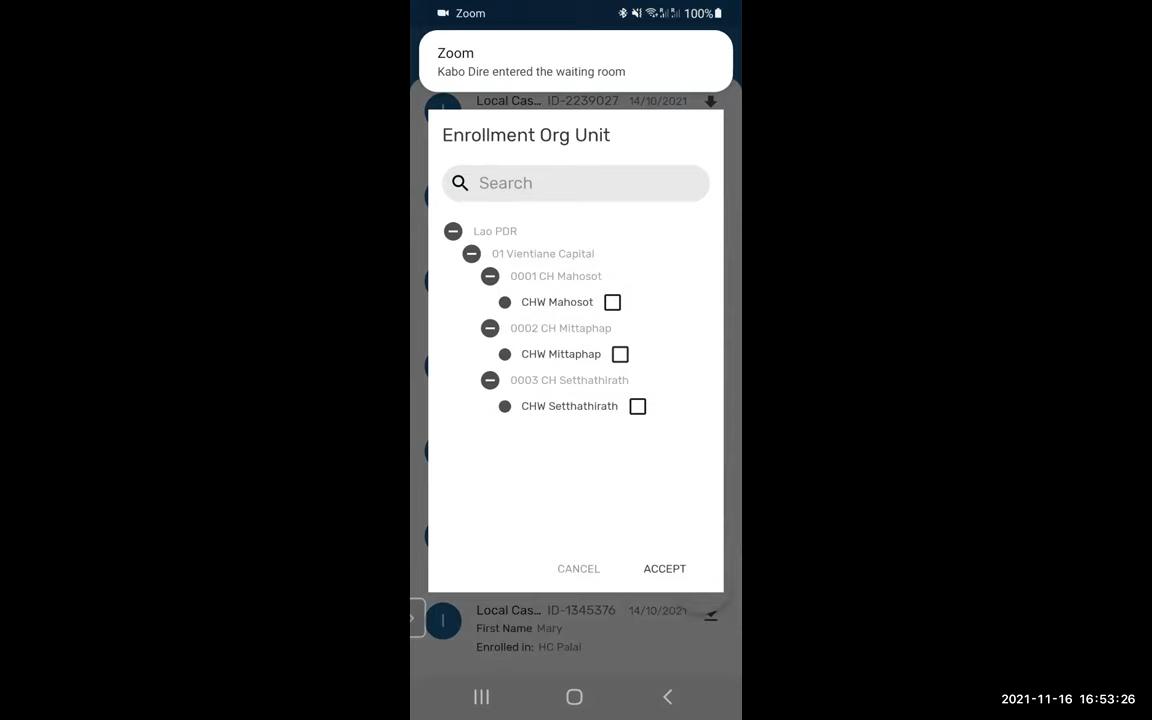 Zoom
100%
Zoom
Kabo Dire entered the waiting room
Local Cas... ID-2239027 14/10/2021
Enrollment Org Unit
Search
Lao PDR
01 Vientiane Capital
0001 CH Mahosot
CHW Mahosot
0002 CH Mittaphap
CHW Mittaphap
0003 CH Setthathirath
CHW Setthathirath
CANCEL ACCEPT
I Local Cas... ID-1345376 14/10/2021
First Name Mary
Enrolled in: HC Palai
2021-11-16 16:53:26